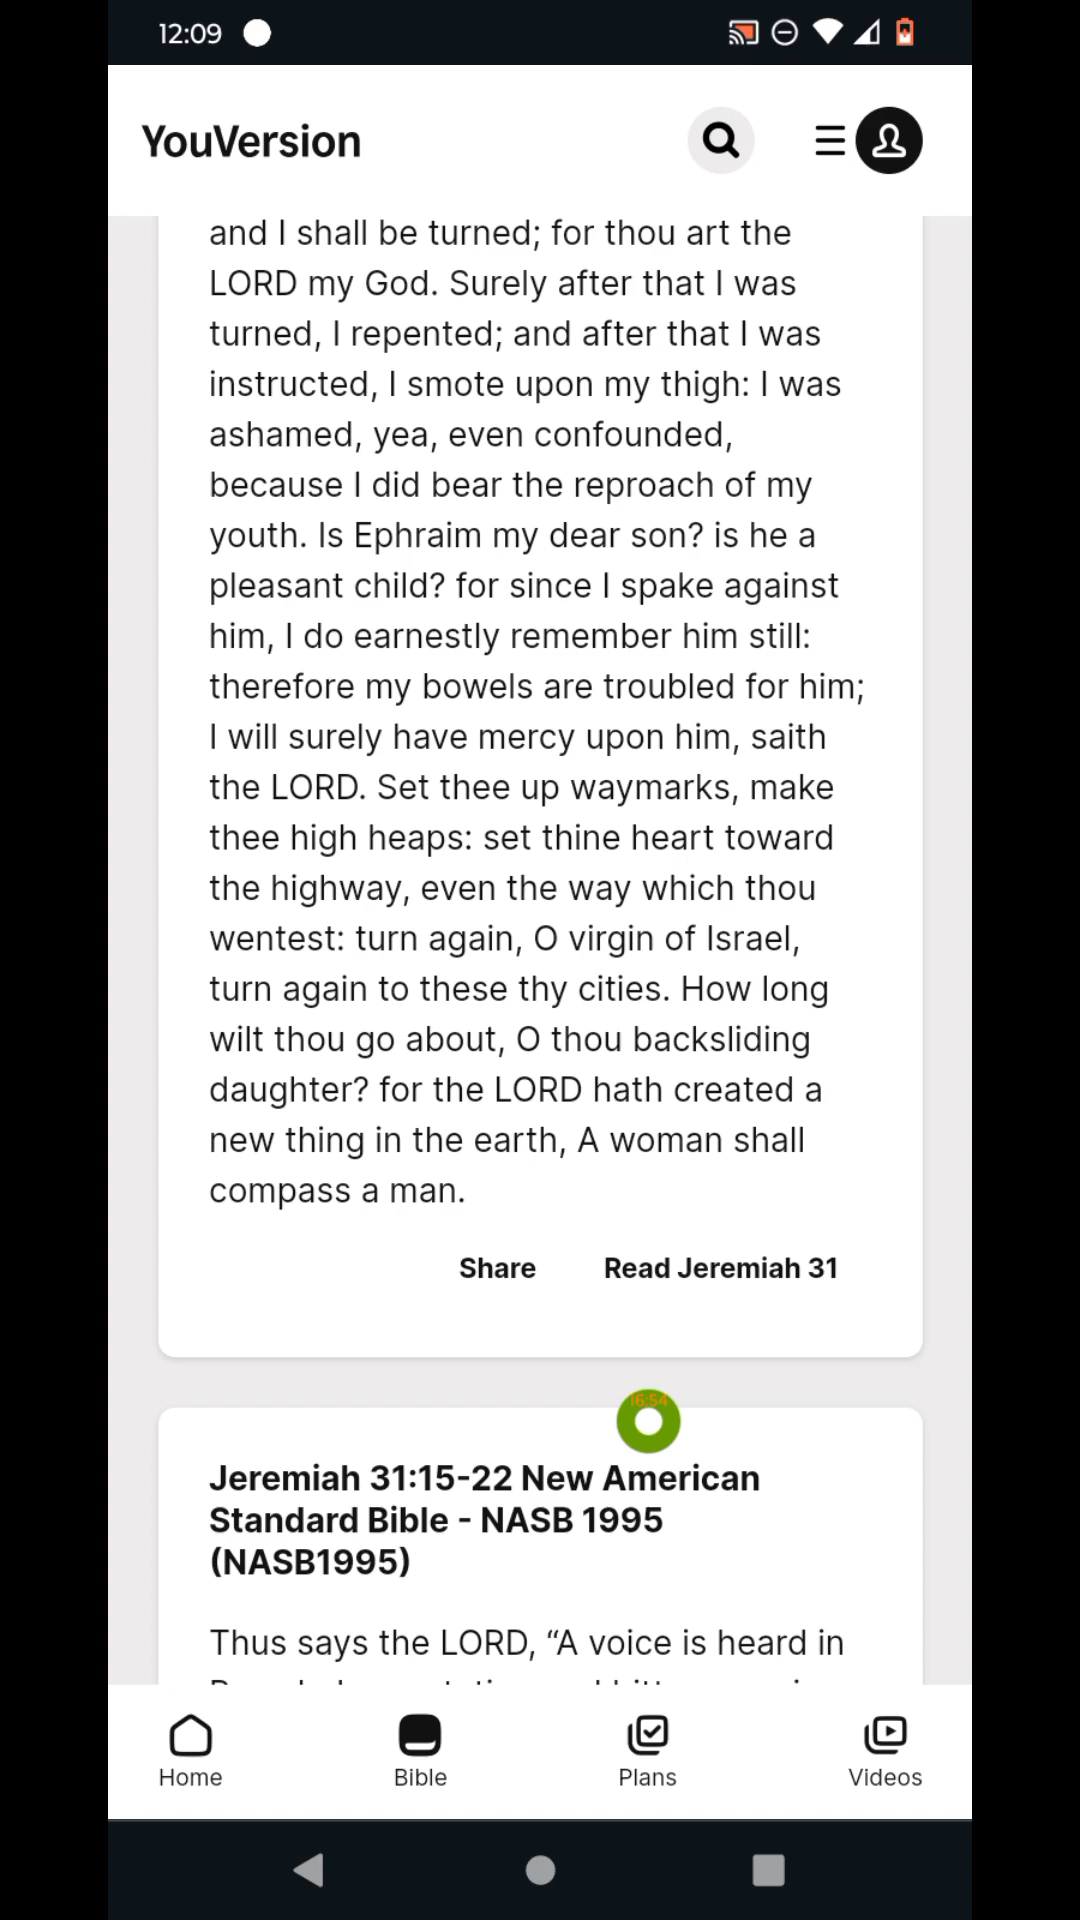 12:09
YouVersion
and I shall be turned; for thou art the
LORD my God. Surely after that I was
turned, I repented; and after that I was
instructed, I smote upon my thigh: I was
ashamed, yea, even confounded,
because I did bear the reproach of my
youth. Is Ephraim my dear son? is he a
pleasant child? for since I spake against
him, I do earnestly remember him still:
therefore my bowels are troubled for him;
I will surely have mercy upon him, saith
the LORD. Set thee up waymarks, make
thee high heaps: set thine heart toward
the highway, even the way which thou
wentest: turn again, O virgin of Israel,
turn again to these thy cities. How long
wilt thou go about, O thou backsliding
daughter? for the LORD hath created a
new thing in the earth, A woman shall
compass a man.
Share Read Jeremiah 31
16:54
Jeremiah 31:15-22 New American
Standard Bible - NASB 1995
(NASB1995)
Thus says the LORD, “A voice is heard in
Home Bible Plans Videos